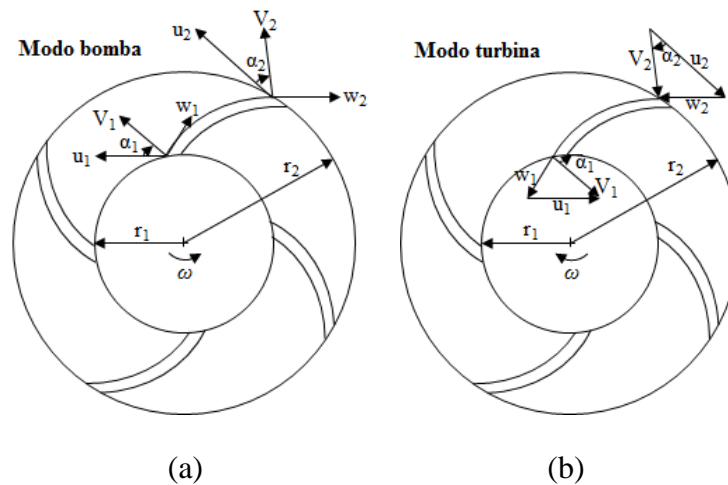 Modo bomba
u2
V2
α2
w2
V1
w1
α1
u1
r2
r1
ω
(a)
Modo turbina
V2
α2
u2
w2
α1
w1
V1
u1
r2
r1
ω
(b)